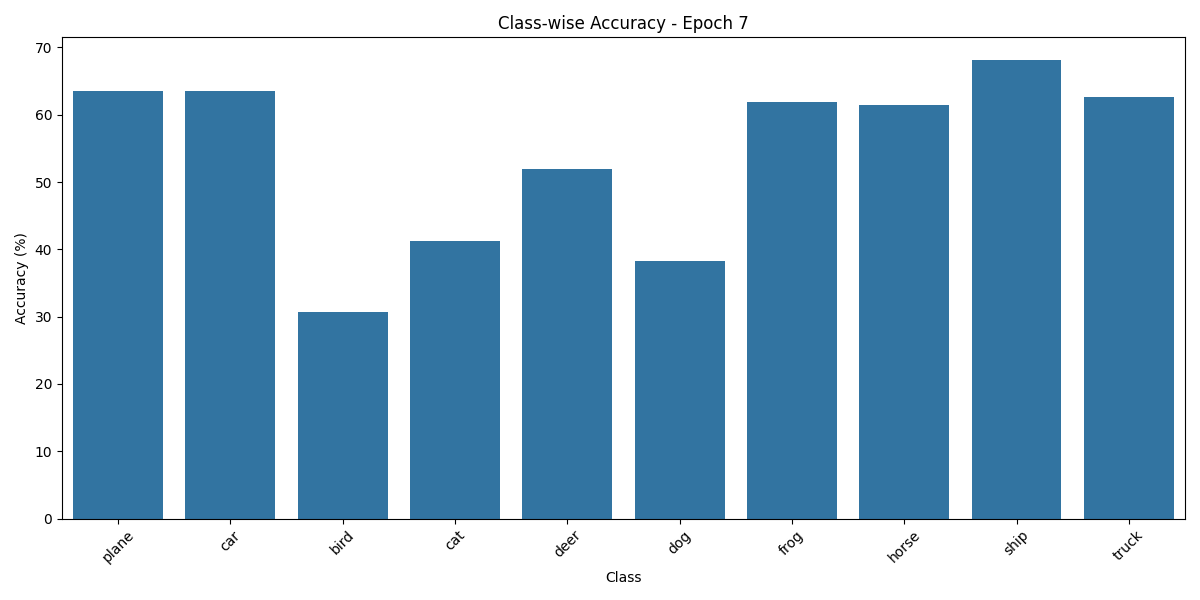 Class-wise Accuracy - Epoch 7
Accuracy (%)
70
60
50
40
30
20
10
0
plane
car
bird
cat
deer
dog
frog
horse
ship
truck
Class